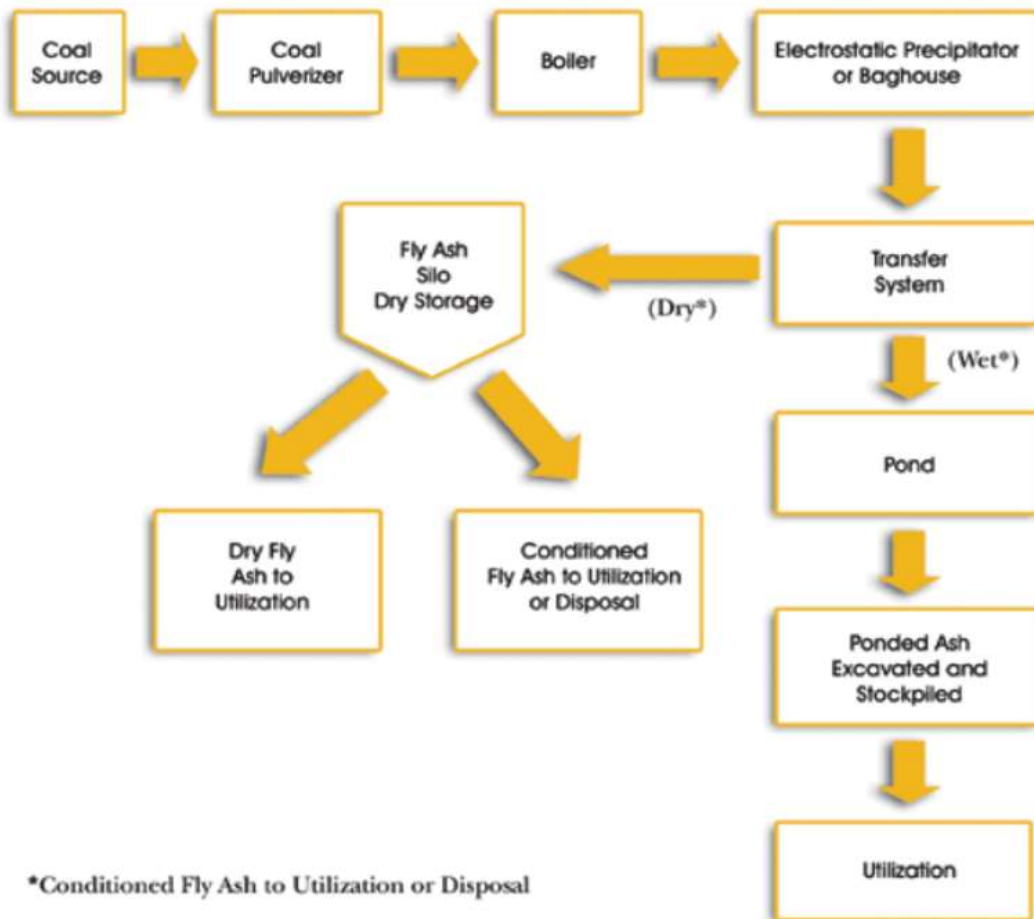 Coal
Source
Coal
Pulverizer
Boiler
Electrostatic Precipitator
or Baghouse
Transfer
System
(Dry*)
Fly Ash
Silo
Dry Storage
(Wet*)
Pond
Dry Fly
Ash to
Utilization
Conditioned
Fly Ash to Utilization
or Disposal
Ponded Ash
Excavated and
Stockpiled
Utilization
*Conditioned Fly Ash to Utilization or Disposal